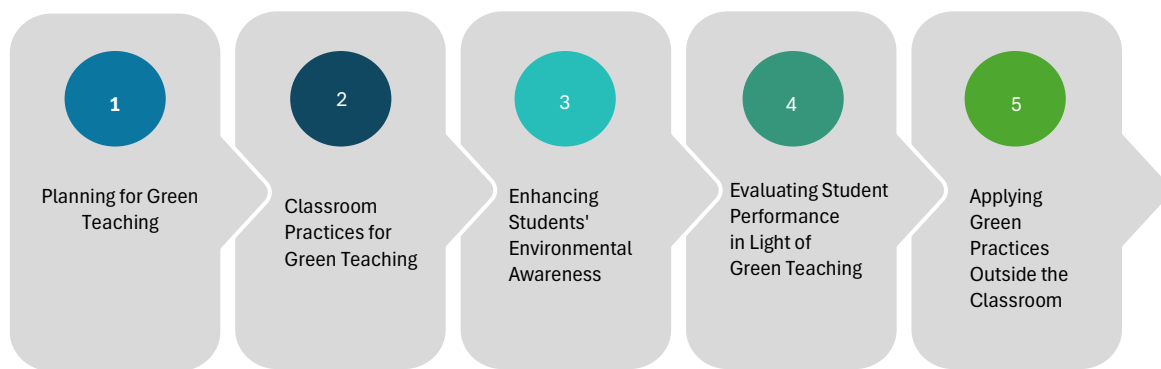 1
Planning for Green
Teaching
2
Classroom
Practices for
Green Teaching
3
Enhancing
Students'
Environmental
Awareness
4
Evaluating Student
Performance
in Light of
Green Teaching
5
Applying
Green
Practices
Outside the
Classroom